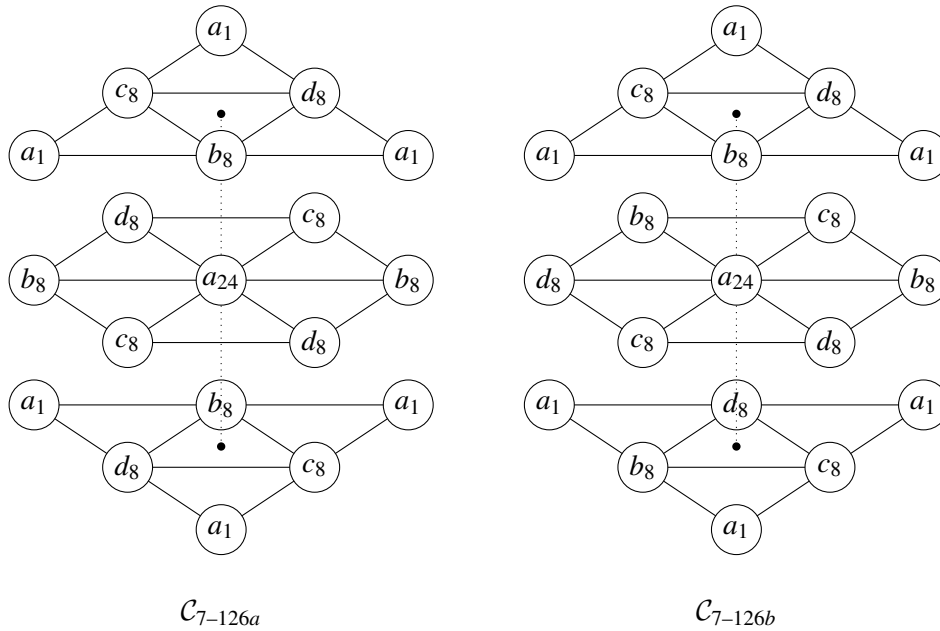 a₁ a₁
c₈ d₈ c₈ d₈
a₁ b₈ a₁ a₁ b₈ a₁
d₈ c₈ b₈ c₈
b₈ a₂₄ b₈ d₈ a₂₄ b₈
c₈ d₈ c₈ d₈
a₁ b₈ a₁ a₁ d₈ a₁
d₈ c₈ b₈ c₈
a₁ a₁
𝒞₇₋₁₂₆ₐ 𝒞₇₋₁₂₆b